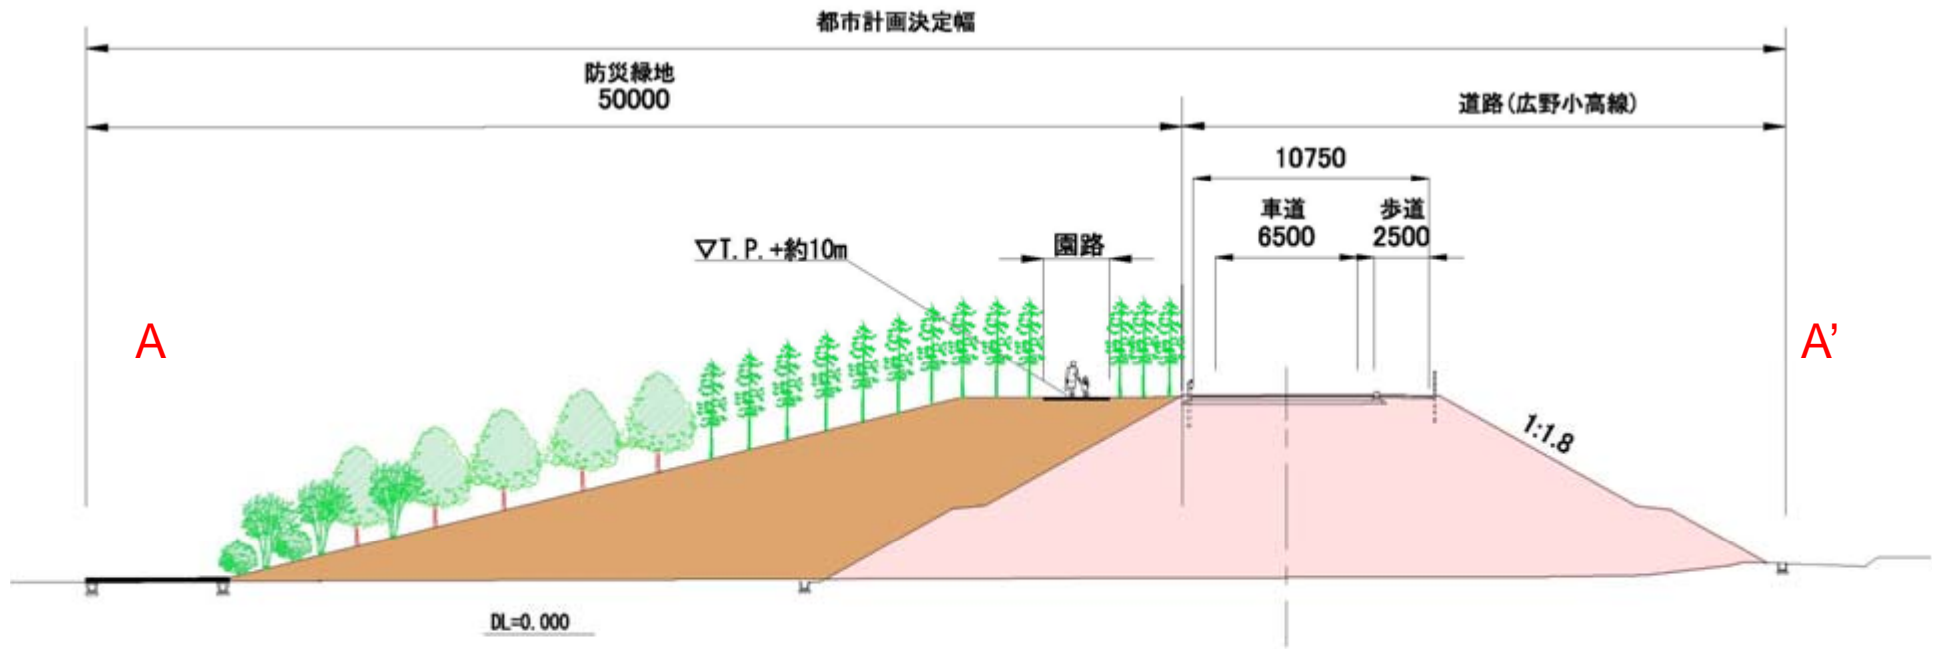 都市計画決定幅
防災緑地
50000
道路(広野小高線)
10750
車道
6500
歩道
2500
▽T.P.+約10m
園路
A
A’
1:1.8
DL=0.000